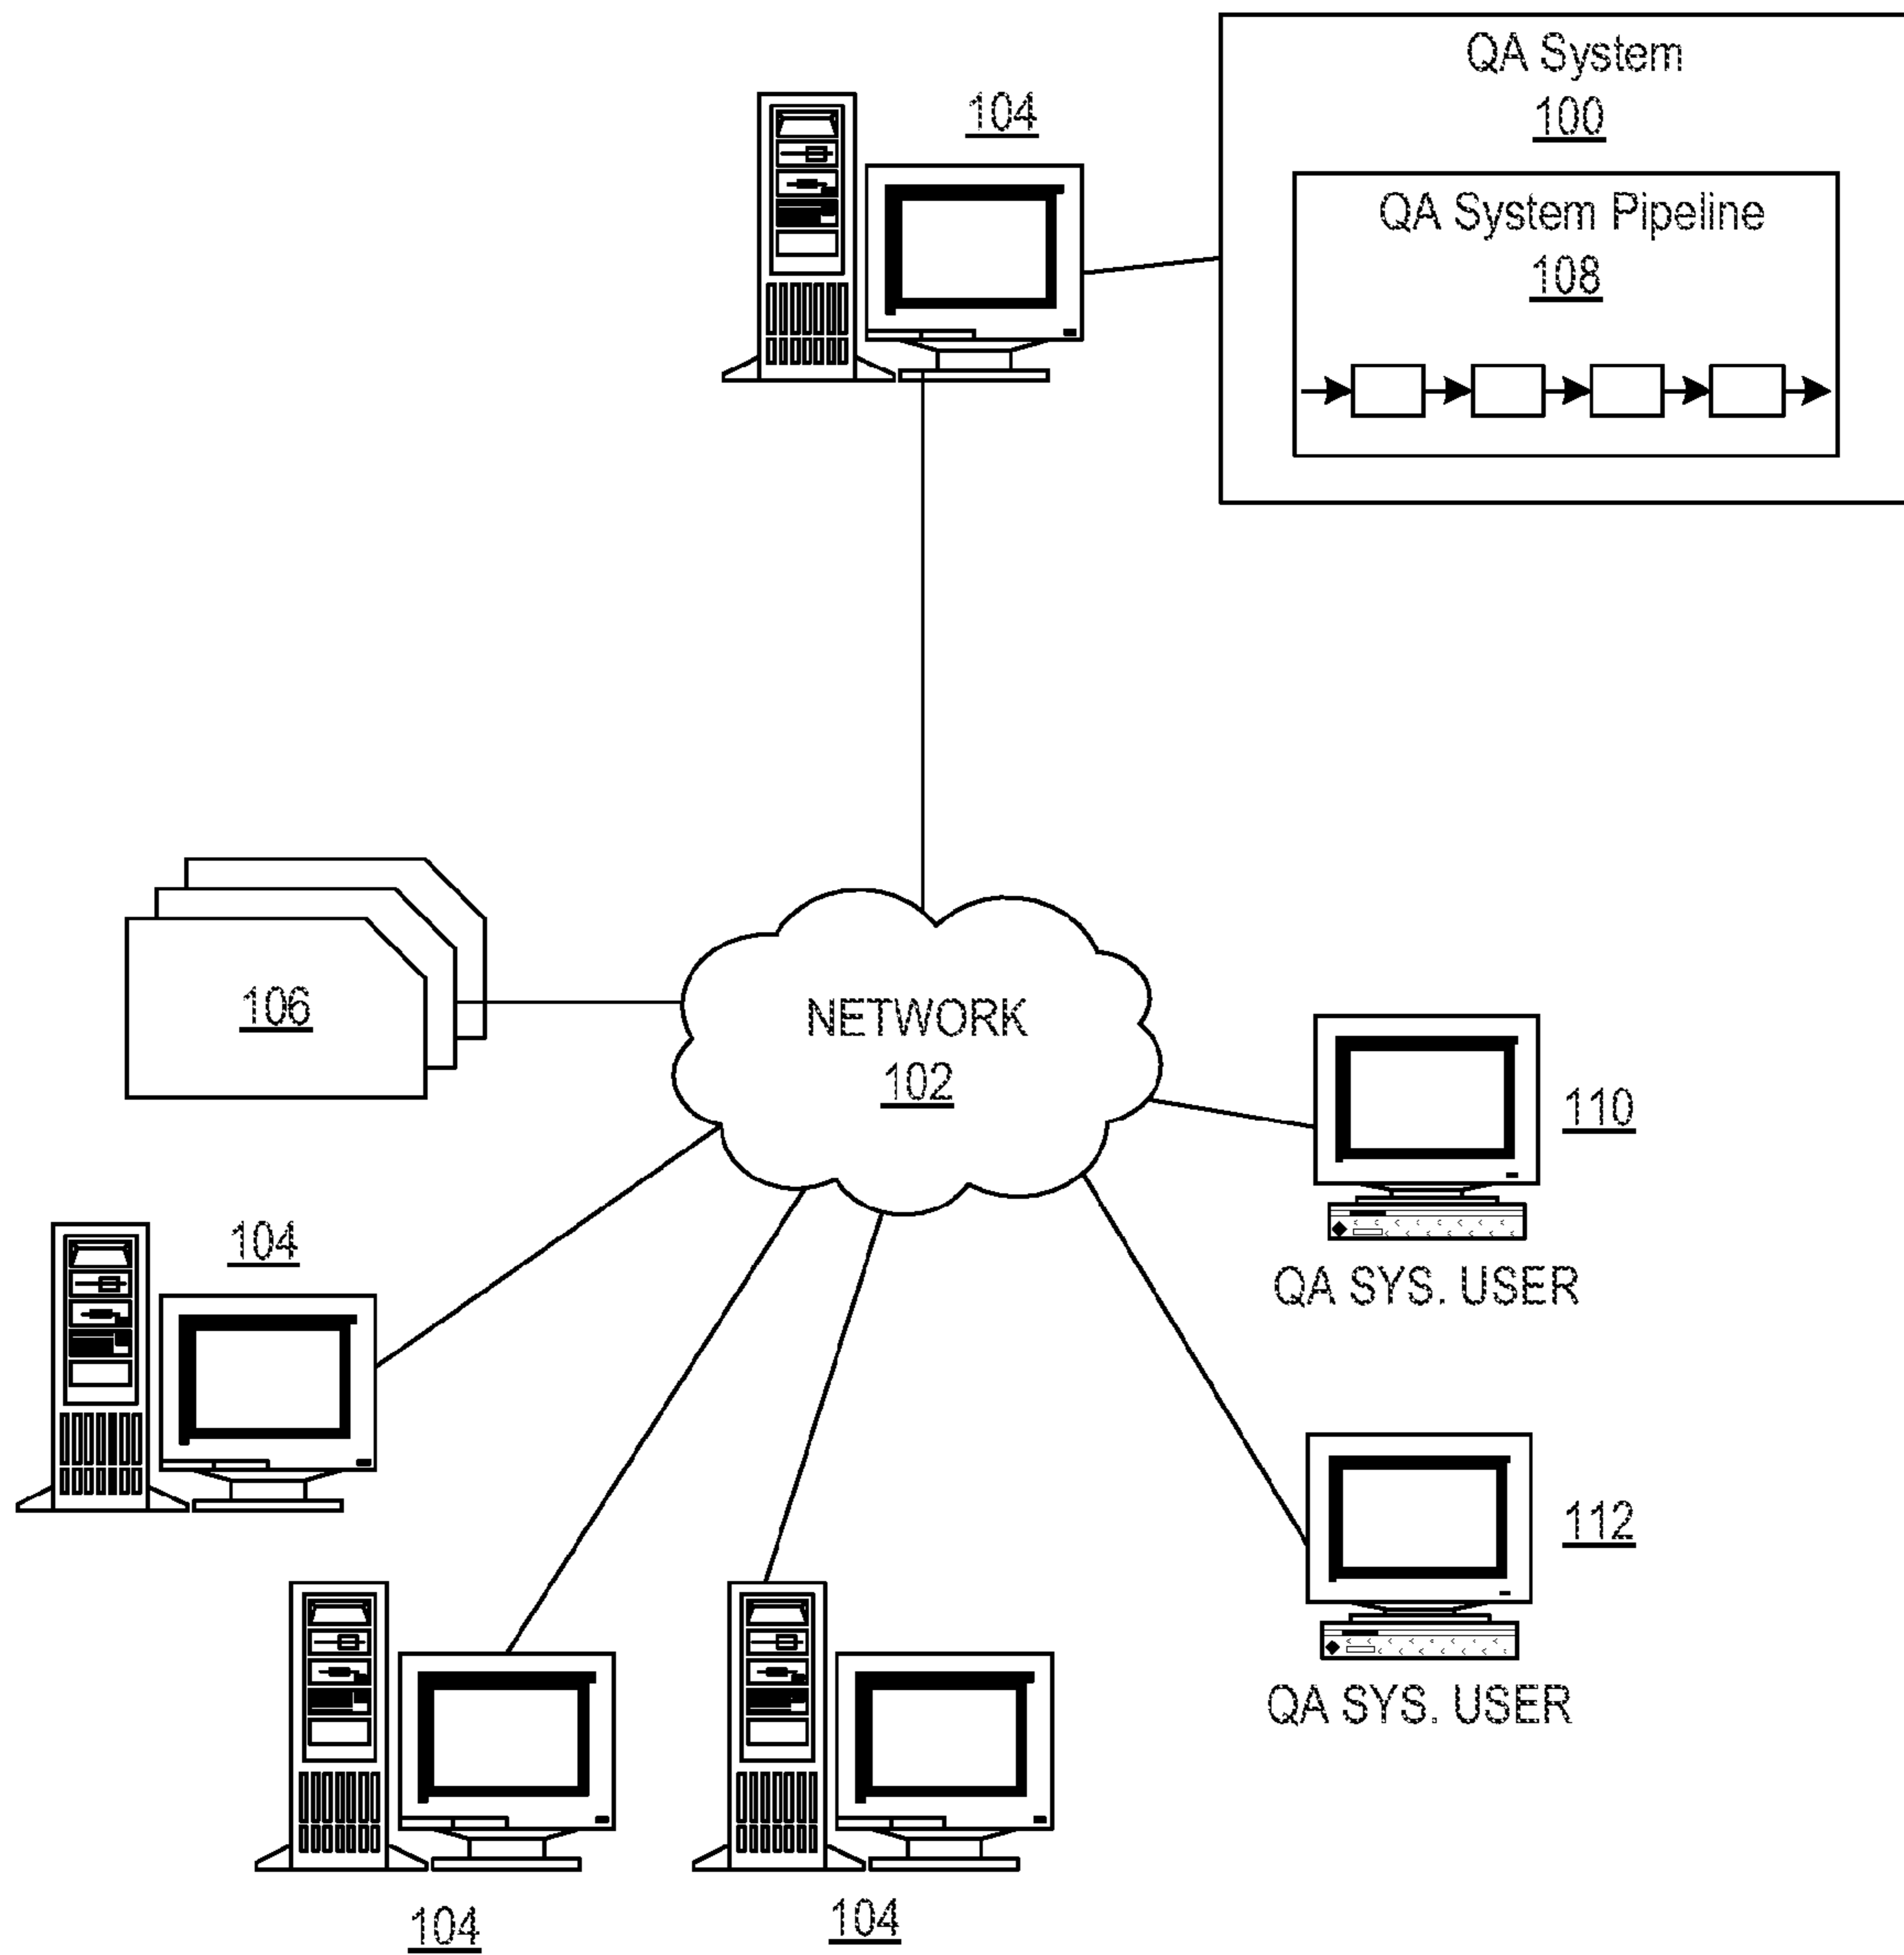 104
QA System
100
QA System Pipeline
108
106
NETWORK
102
110
QA SYS. USER
104
112
QA SYS. USER
104
104